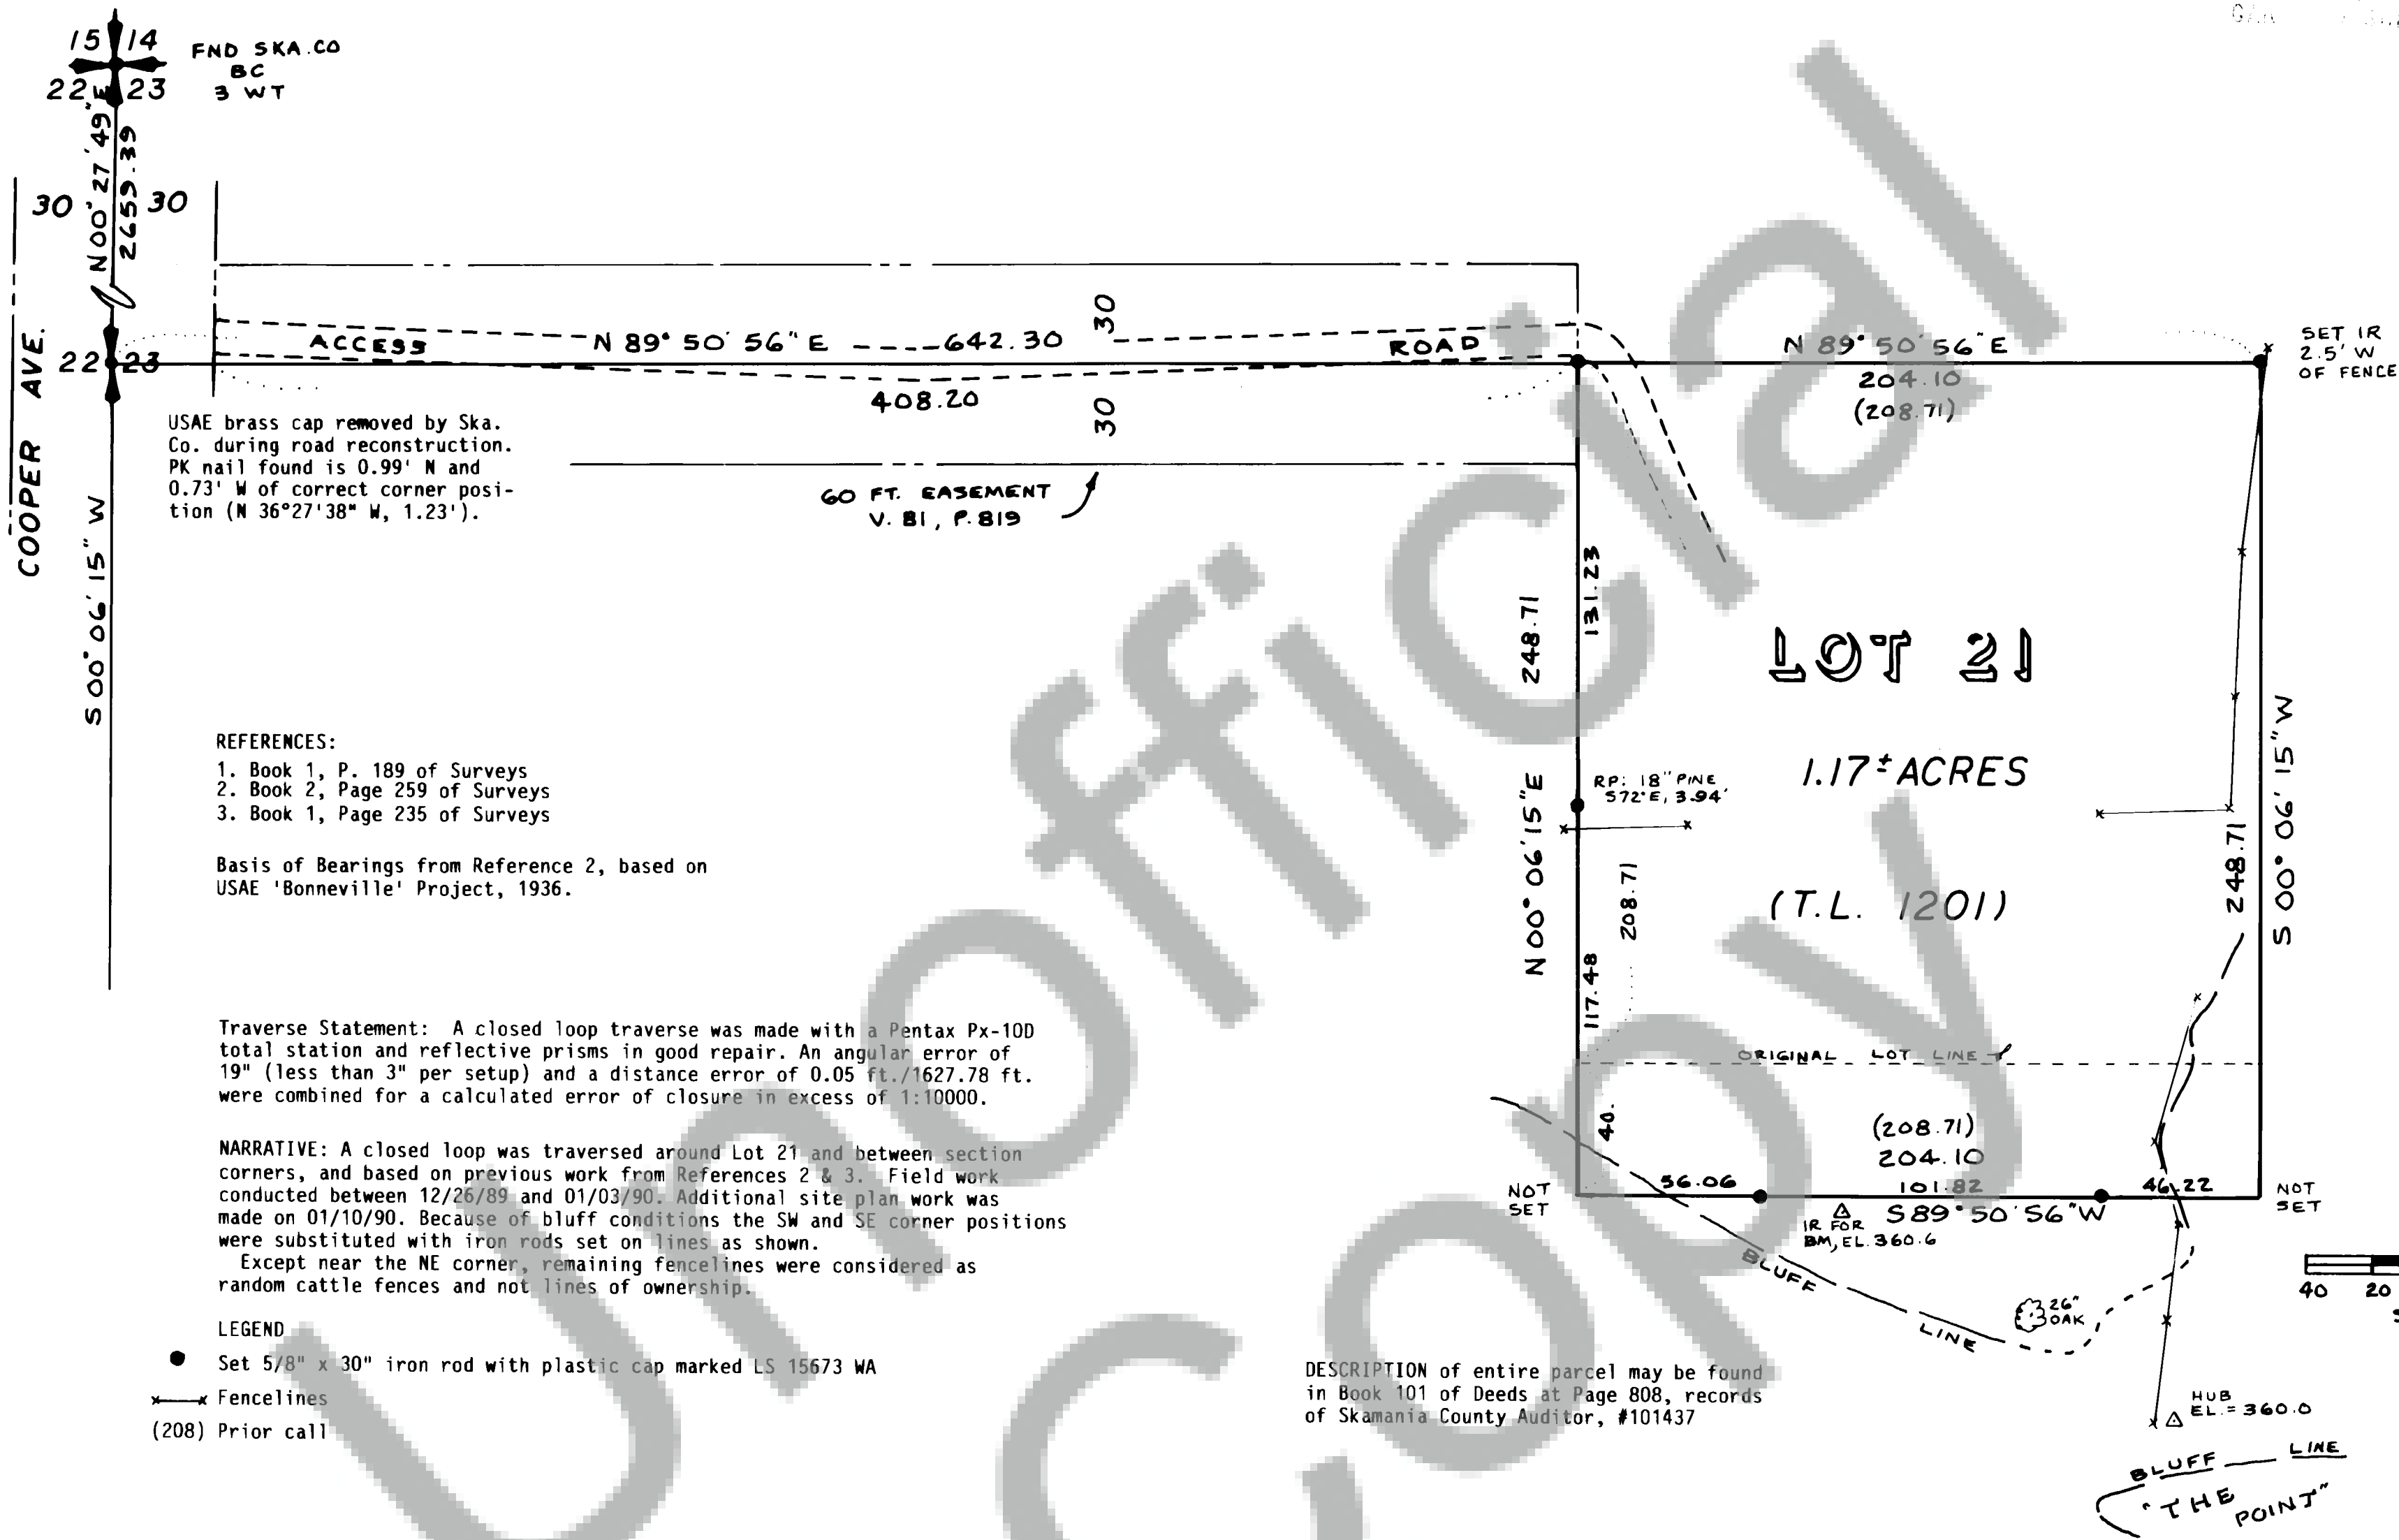 15 14
22 23
FND SKA.CO
BC
3 WT
N00° 27' 49" E
2659.39
30 30
COOPER AVE.
22 23
S 00° 06' 15" W
ACCESS
N 89° 50' 56" E
642.30
30
ROAD
408.20
30
N 89° 50' 56" E
204.10
(208.71)
SET IR
2.5' W
OF FENCE
USAE brass cap removed by Ska.
Co. during road reconstruction.
PK nail found is 0.99' N and
0.73' W of correct corner posi-
tion (N 36°27'38" W, 1.23').
60 FT. EASEMENT
V. 81, P. 819
131.23
248.71
LOT 21
1.17± ACRES
(T.L. 1201)
RP: 18" PINE
S72°E, 3.94'
N 00° 06' 15" E
208.71
117.48
40.
248.71
S 00° 06' 15" W
REFERENCES:
1. Book 1, P. 189 of Surveys
2. Book 2, Page 259 of Surveys
3. Book 1, Page 235 of Surveys
Basis of Bearings from Reference 2, based on
USAE 'Bonneville' Project, 1936.
Traverse Statement: A closed loop traverse was made with a Pentax Px-10D
total station and reflective prisms in good repair. An angular error of
19" (less than 3" per setup) and a distance error of 0.05 ft./1627.78 ft.
were combined for a calculated error of closure in excess of 1:10000.
NARRATIVE: A closed loop was traversed around Lot 21 and between section
corners, and based on previous work from References 2 & 3. Field work
conducted between 12/26/89 and 01/03/90. Additional site plan work was
made on 01/10/90. Because of bluff conditions the SW and SE corner positions
were substituted with iron rods set on lines as shown.
Except near the NE corner, remaining fencelines were considered as
random cattle fences and not lines of ownership.
LEGEND
Set 5/8" x 30" iron rod with plastic cap marked LS 15673 WA
Fencelines
(208) Prior call
ORIGINAL LOT LINE
(208.71)
204.10
56.06
101.82
46.22
NOT
SET
NOT
SET
S 89° 50' 56" W
IR FOR
BM, EL. 360.6
BLUFF LINE
26"
OAK
40 20
HUB
EL. = 360.0
BLUFF LINE
"THE POINT"
DESCRIPTION of entire parcel may be found
in Book 101 of Deeds at Page 808, records
of Skamania County Auditor, #101437
Unofficial
Copy